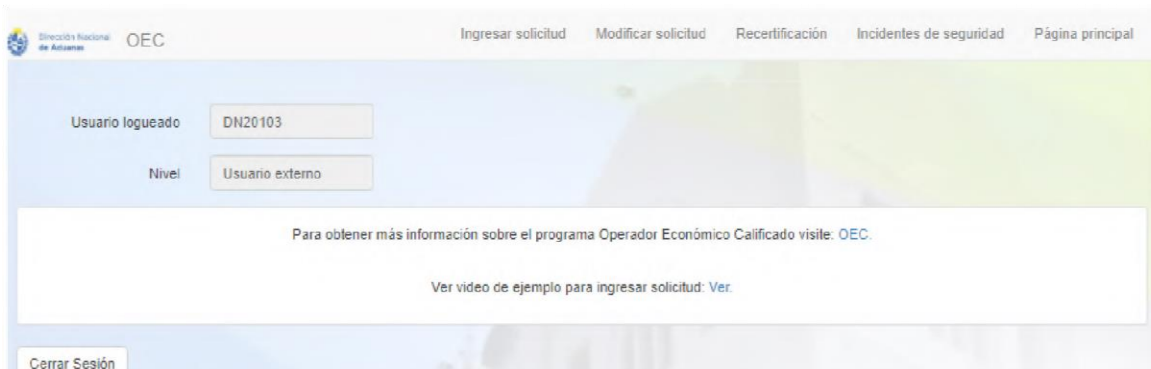 Dirección Nacional
de Aduanas
OEC
Ingresar solicitud
Modificar solicitud
Recertificación
Incidentes de seguridad
Página principal
Usuario logueado
DN20103
Nivel
Usuario externo
Para obtener más información sobre el programa Operador Económico Calificado visite: OEC.
Ver video de ejemplo para ingresar solicitud: Ver.
Cerrar Sesión